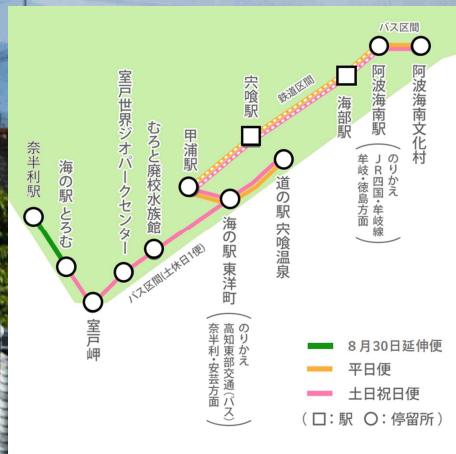 バス区間
阿波海南文化村
阿波海南駅
海部駅
鉄道区間
宍喰駅
道の駅 宍喰温泉
甲浦駅
海の駅 東洋町
むろと廃校水族館
室戸世界ジオパークセンター
バス区間(土休日1便)
室戸岬
海の駅 とろむ
奈半利駅
のりかえ
JR四国・牟岐線
(牟岐・徳島方面)
のりかえ
高知東部交通(バス)
(奈半利・安芸方面)
8月30日延伸便
平日便
土日祝日便
(□:駅 ○:停留所)